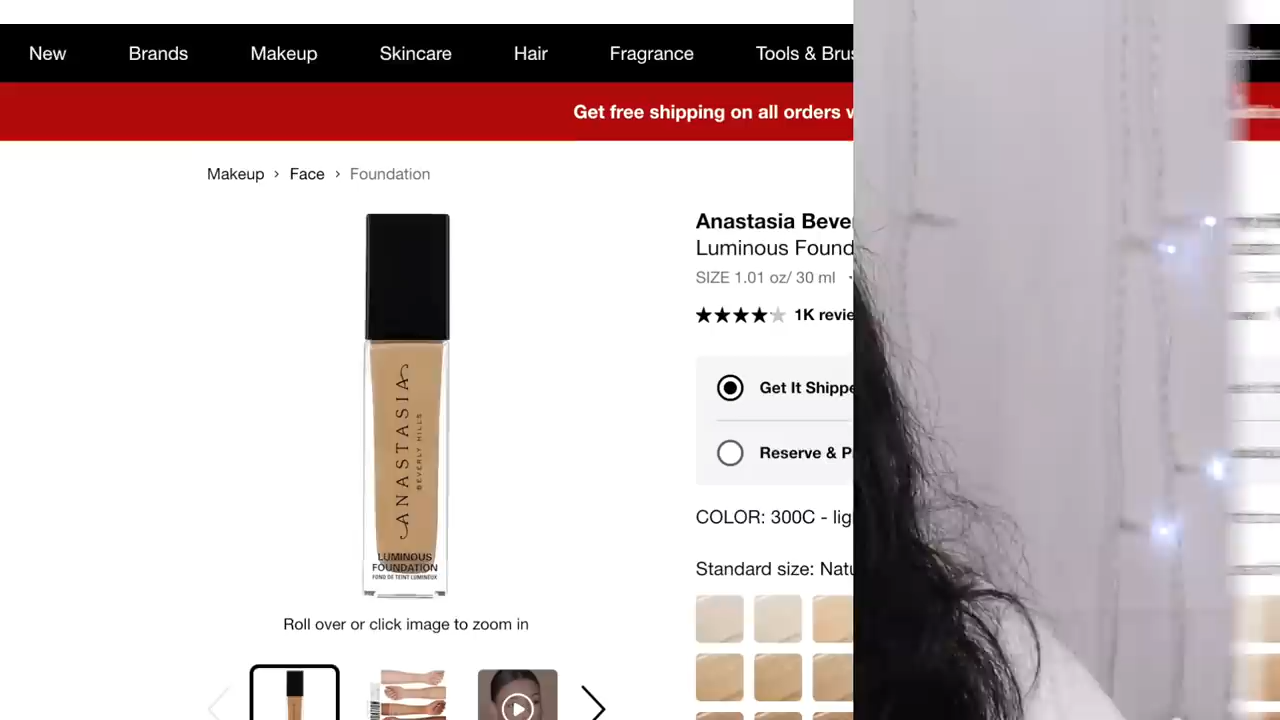 New Brands Makeup Skincare Hair Fragrance Tools & Brus
Get free shipping on all orders w
Makeup > Face > Foundation
Anastasia Bever
Luminous Found
SIZE 1.01 oz/ 30 ml
1K revie
Get It Shippe
Reserve & P
COLOR: 300C - lig
Standard size: Natu
ANASTASIA
BEVERLY HILLS
LUMINOUS
FOUNDATION
FOND DE TEINT LUMINEUX
Roll over or click image to zoom in